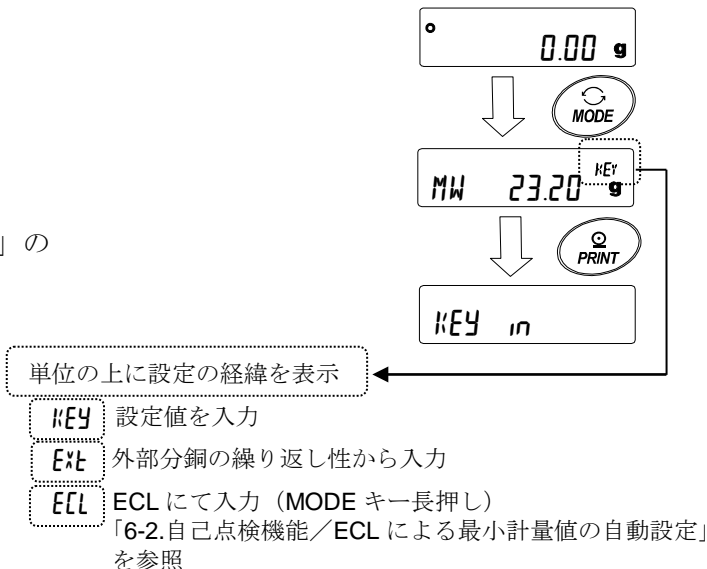 0.00 g
MODE
MW 23.20 g
KEY
」の
PRINT
KEY in
単位の上に設定の経緯を表示
KEY 設定値を入力
Ext 外部分銅の繰り返し性から入力
ECL ECL にて入力（MODE キー長押し）
「6-2.自己点検機能／ECL による最小計量値の自動設定」
を参照